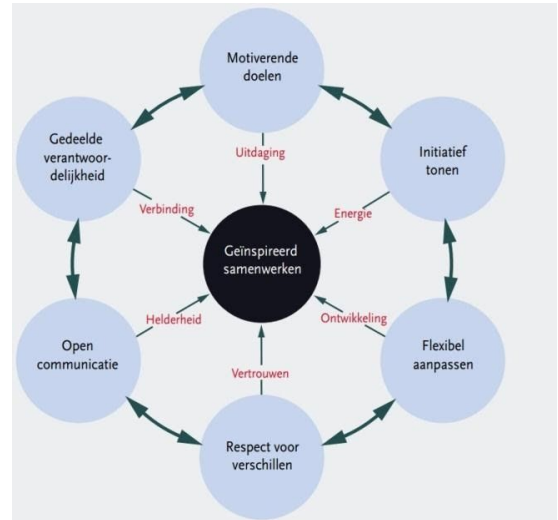 Motiverende
doelen
Gedeelde
verantwoor-
delijkheid
Uitdaging
Initiatief
tonen
Verbinding
Energie
Geïnspireerd
samenwerken
Helderheid
Ontwikkeling
Open
communicatie
Flexibel
aanpassen
Vertrouwen
Respect voor
verschillen